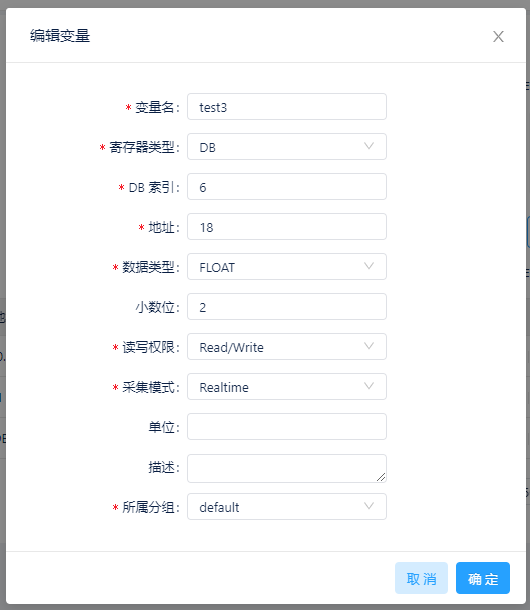 编辑变量
* 变量名: test3
* 寄存器类型: DB
* DB 索引: 6
* 地址: 18
* 数据类型: FLOAT
小数位: 2
* 读写权限: Read/Write
* 采集模式: Realtime
单位:
描述:
* 所属分组: default
取消 确定